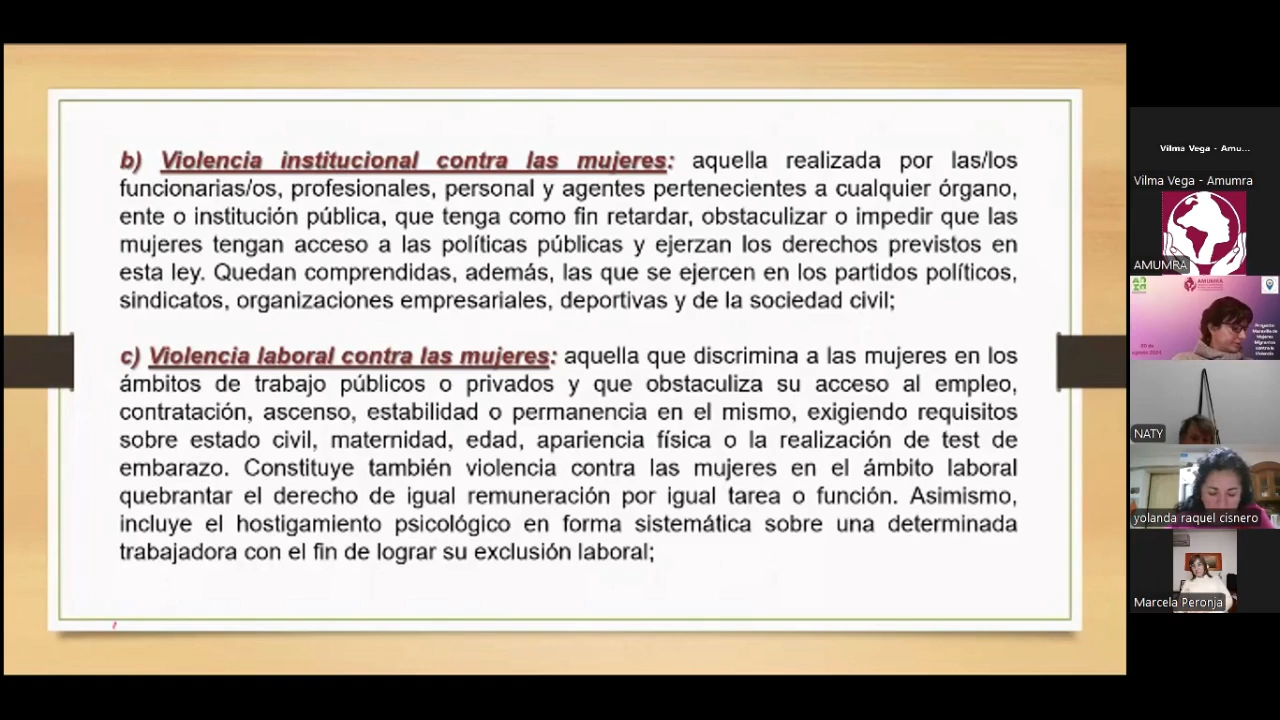 b) Violencia institucional contra las mujeres: aquella realizada por las/los
funcionarias/os, profesionales, personal y agentes pertenecientes a cualquier órgano,
ente o institución pública, que tenga como fin retardar, obstaculizar o impedir que las
mujeres tengan acceso a las políticas públicas y ejerzan los derechos previstos en
esta ley. Quedan comprendidas, además, las que se ejercen en los partidos políticos,
sindicatos, organizaciones empresariales, deportivas y de la sociedad civil;
c) Violencia laboral contra las mujeres: aquella que discrimina a las mujeres en los
ámbitos de trabajo públicos o privados y que obstaculiza su acceso al empleo,
contratación, ascenso, estabilidad o permanencia en el mismo, exigiendo requisitos
sobre estado civil, maternidad, edad, apariencia física o la realización de test de
embarazo. Constituye también violencia contra las mujeres en el ámbito laboral
quebrantar el derecho de igual remuneración por igual tarea o función. Asimismo,
incluye el hostigamiento psicológico en forma sistemática sobre una determinada
trabajadora con el fin de lograr su exclusión laboral;
Vilma Vega - Amu...
Vilma Vega - Amumra
AMUMRA
AMUMRA
NATY
yolanda raquel cisnero
Marcela Peronja